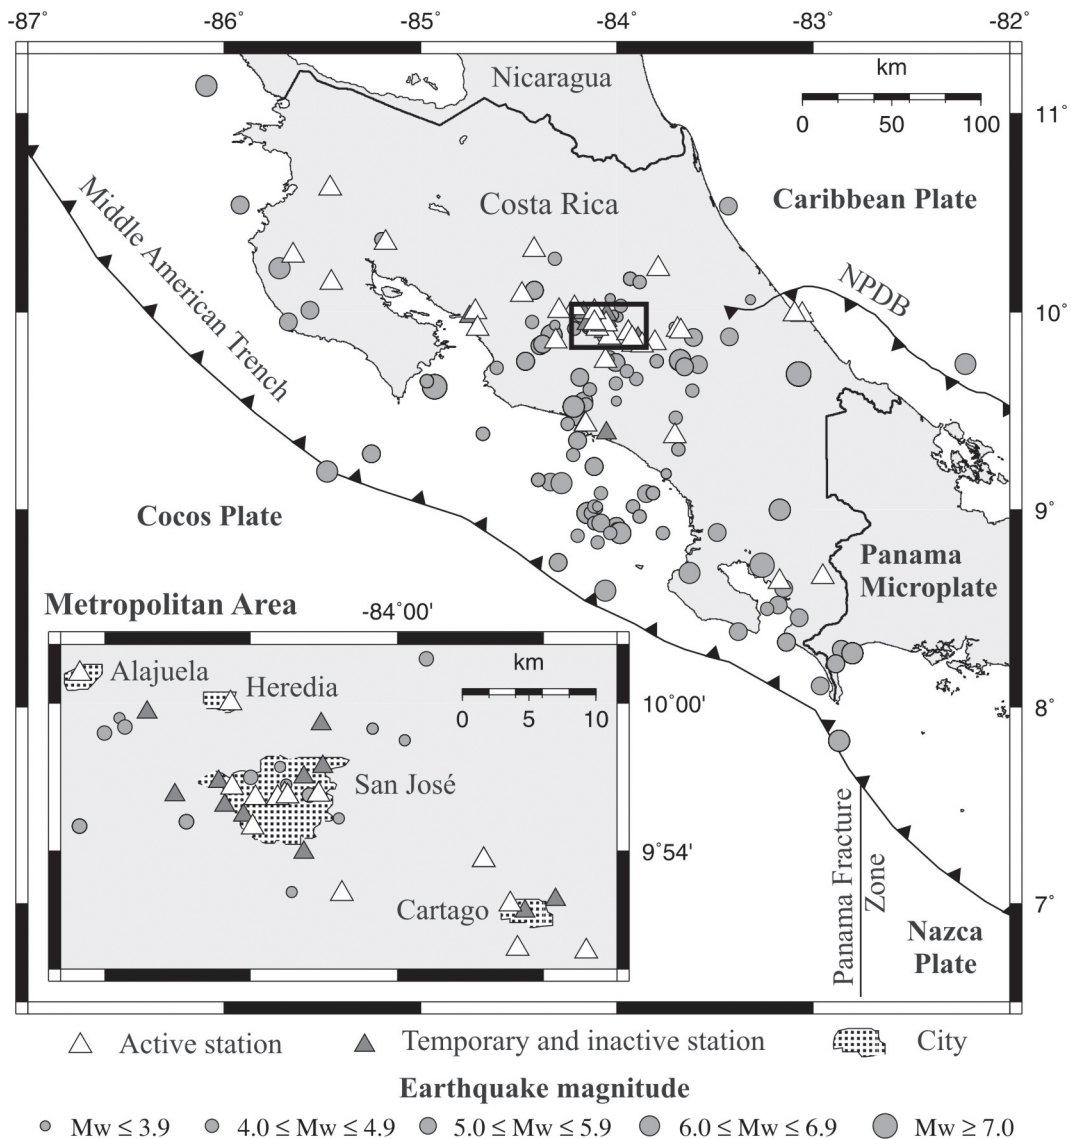 -87˚ -86˚ -85˚ -84˚ -83˚ -82˚
Nicaragua
km
0 50 100
11˚
Costa Rica
Caribbean Plate
Middle American Trench
NPDB
10˚
Cocos Plate
9˚
Panama
Microplate
Metropolitan Area
-84˚00'
Alajuela
Heredia
km
0 5 10
10˚00'
8˚
San José
9˚54'
Cartago
Panama Fracture
Zone
7˚
Nazca
Plate
Active station
Temporary and inactive station
City
Earthquake magnitude
Mw ≤ 3.9
4.0 ≤ Mw ≤ 4.9
5.0 ≤ Mw ≤ 5.9
6.0 ≤ Mw ≤ 6.9
Mw ≥ 7.0